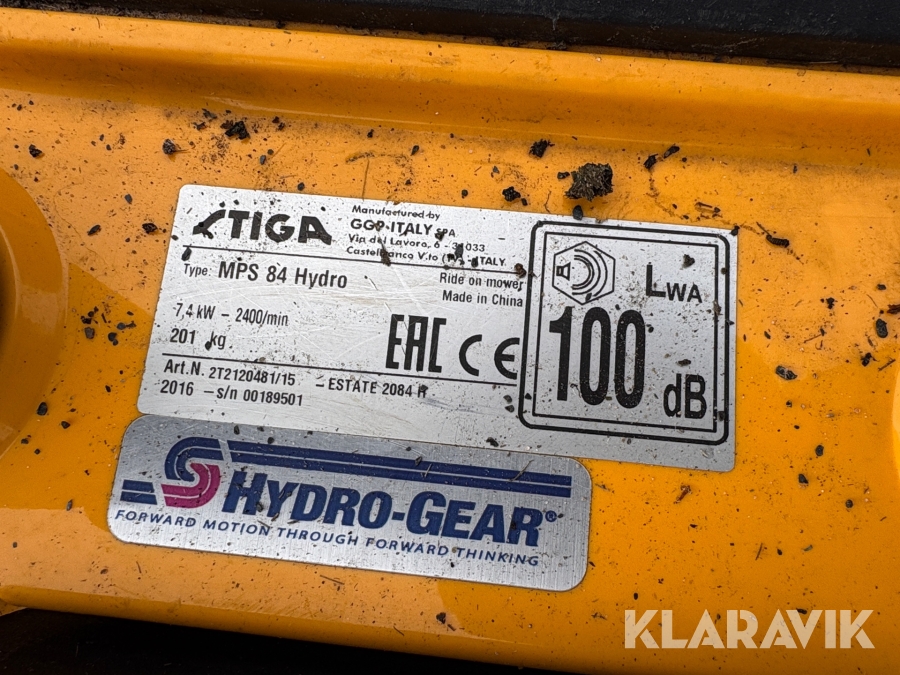 STIGA
Manufactured by
GGP ITALY SPA
Via del Lavoro, 6 - 31033
Castelfranco V.to (TV) - ITALY
Type: MPS 84 Hydro
Ride on mower
Made in China
7,4 kW - 2400/min
201 kg
EAC CE
Art.N. 2T2120481/15 - ESTATE 2084 H
2016 - s/n 00189501
LWA
100 dB
HYDRO-GEAR®
FORWARD MOTION THROUGH FORWARD THINKING
KLARAVIK